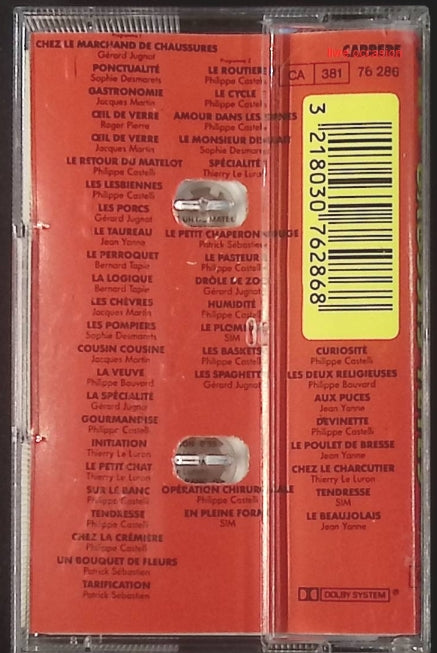 Programme 1
CHEZ LE MARCHAND DE CHAUSSURES
Gérard Jugnot
PONCTUALITÉ
Sophie Desmarets
GASTRONOMIE
Jacques Martin
ŒIL DE VERRE
Roger Pierre
ŒIL DE VERRE
Jacques Martin
LE RETOUR DU MATELOT
Philippe Castelli
LES LESBIENNES
Philippe Castelli
LES PORCS
Gérard Jugnot
LE TAUREAU
Jean Yanne
LE PERROQUET
Bernard Tapie
LA LOGIQUE
Bernard Tapie
LES CHÈVRES
Jacques Martin
LES POMPIERS
Sophie Desmarets
COUSIN COUSINE
Jacques Martin
LA VEUVE
Philippe Bouvard
LA SPÉCIALITÉ
Gérard Jugnot
GOURMANDISE
Philippe Castelli
INITIATION
Thierry Le Luron
LE PETIT CHAT
Thierry Le Luron
SUR LE BANC
Philippe Castelli
TENDRESSE
Philippe Castelli
CHEZ LA CRÉMIÈRE
Philippe Castelli
UN BOUQUET DE FLEURS
Patrick Sébastien
TARIFICATION
Patrick Sébastien
Programme 2
LE ROUTIER
Philippe Castelli
LE CYCLE
Philippe Castelli
AMOUR DANS LES
Philippe Castelli
LE MONSIEUR
Sophie Desmarets
SPÉCIALITÉ
Thierry Le Luron
LE PETIT CHAPERON ROUGE
Patrick Sébastien
LE PASTEUR
Philippe Castelli
DRÔLE DE ZOO
Gérard Jugnot
HUMIDITÉ
Philippe Castelli
LE
SIM
LES BASKETS
Philippe Castelli
LES SPAGHETTI
Gérard Jugnot
OPÉRATION CHIRURGICALE
Philippe Castelli
EN PLEINE FORME
SIM
CARRERE
CA 381 76 286
3 218030 762868
CURIOSITÉ
Philippe Castelli
LES DEUX RELIGIEUSES
Philippe Bouvard
AUX PUCES
Jean Yanne
DEVINETTE
Philippe Castelli
LE POULET DE BRESSE
Jean Yanne
CHEZ LE CHARCUTIER
Thierry Le Luron
TENDRESSE
SIM
LE BEAUJOLAIS
Jean Yanne
DOLBY SYSTEM ®